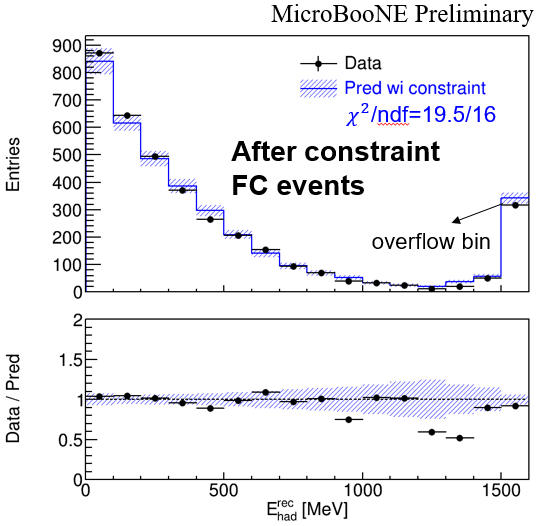 MicroBooNE Preliminary
900
800
700
600
500
400
300
200
100
0
Entries
Data
Pred wi constraint
χ²/ndf=19.5/16
After constraint
FC events
overflow bin
2
1.5
1
0.5
0
Data / Pred
0 500 1000 1500
E^rec_had [MeV]